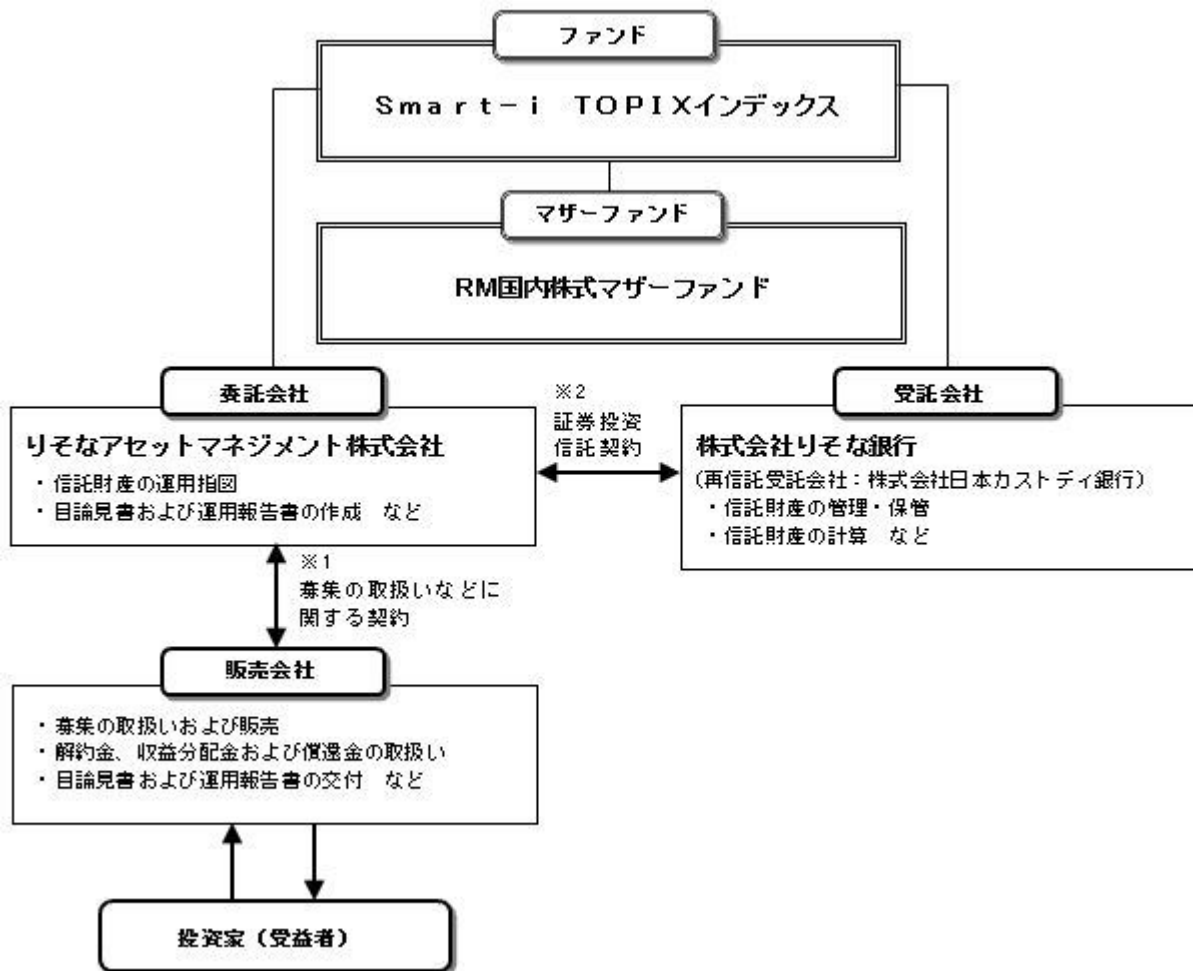 ファンド
Smart-i TOPIXインデックス
マザーファンド
RM国内株式マザーファンド
委託会社
りそなアセットマネジメント株式会社
・信託財産の運用指図
・目論見書および運用報告書の作成 など
※2
証券投資
信託契約
受託会社
株式会社りそな銀行
(再信託受託会社:株式会社日本カストディ銀行)
・信託財産の管理・保管
・信託財産の計算 など
※1
募集の取扱いなどに
関する契約
販売会社
・募集の取扱いおよび販売
・解約金、収益分配金および償還金の取扱い
・目論見書および運用報告書の交付 など
投資家(受益者)